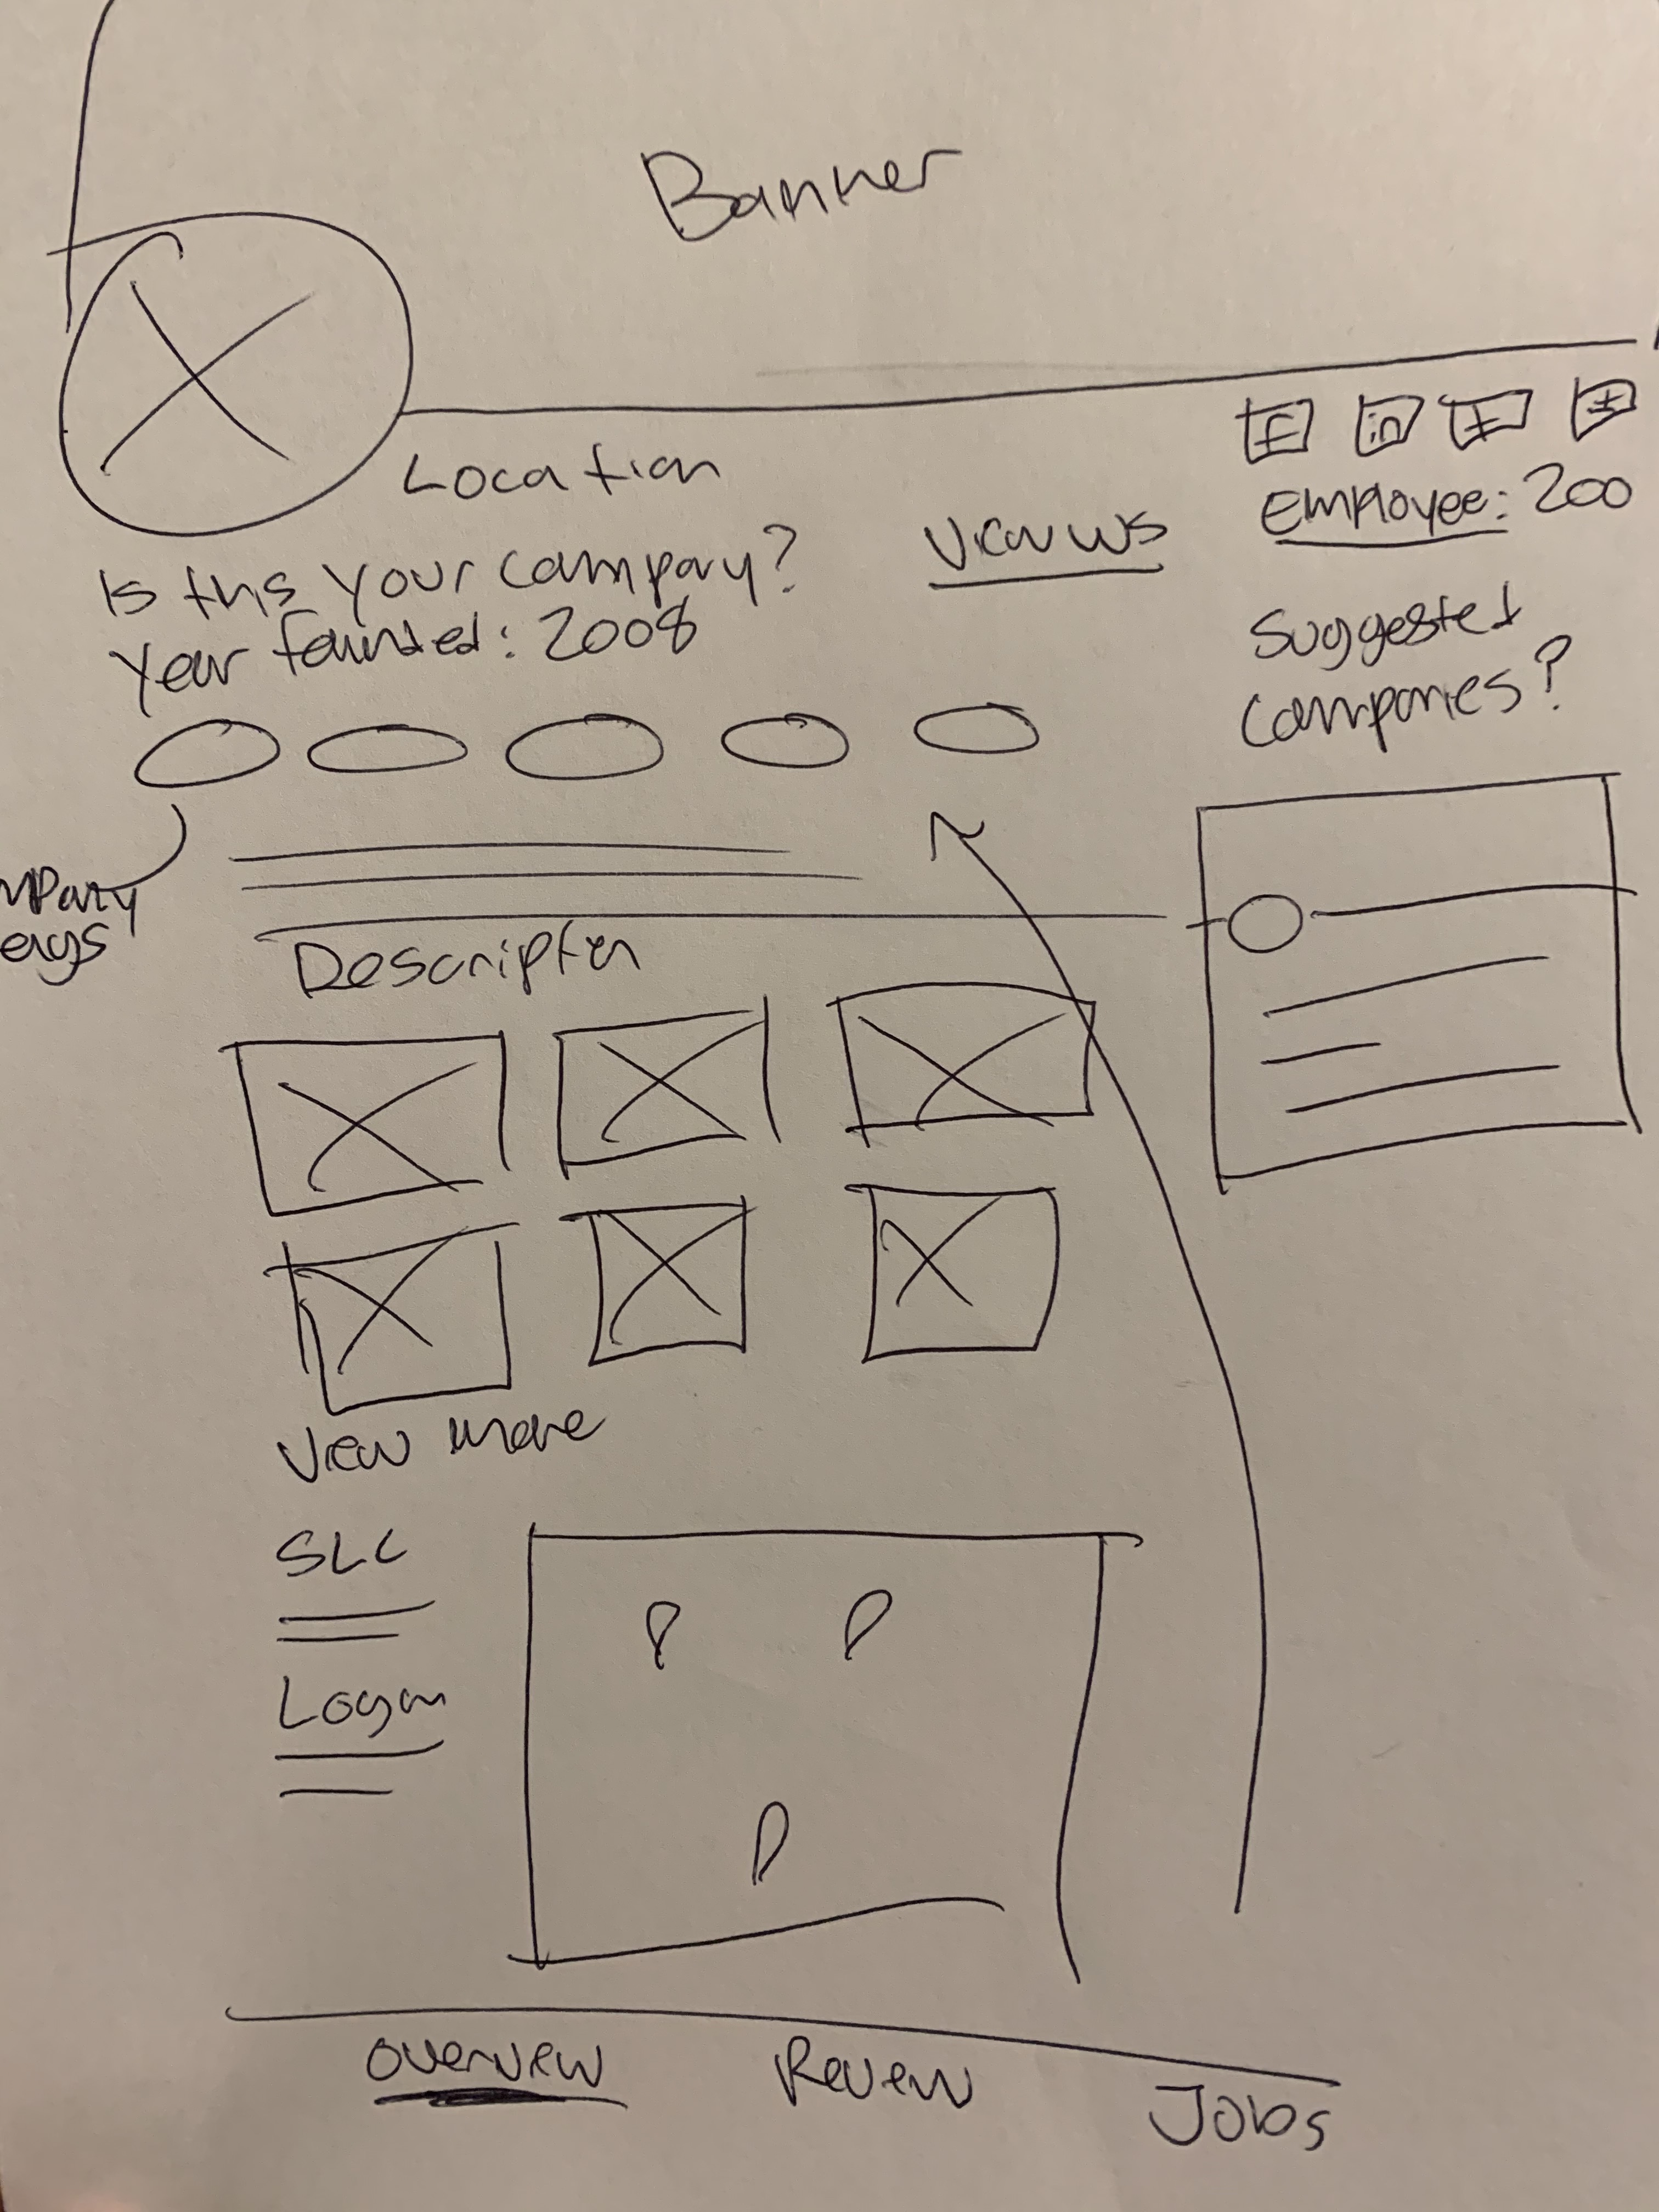 Banner
f in t
Location
Employee: 200
Is this your company?
View ws
Year founded: 2008
Suggested
companies?
mpany
Description
View more
SLC
Logan
Overview
Review
Jobs